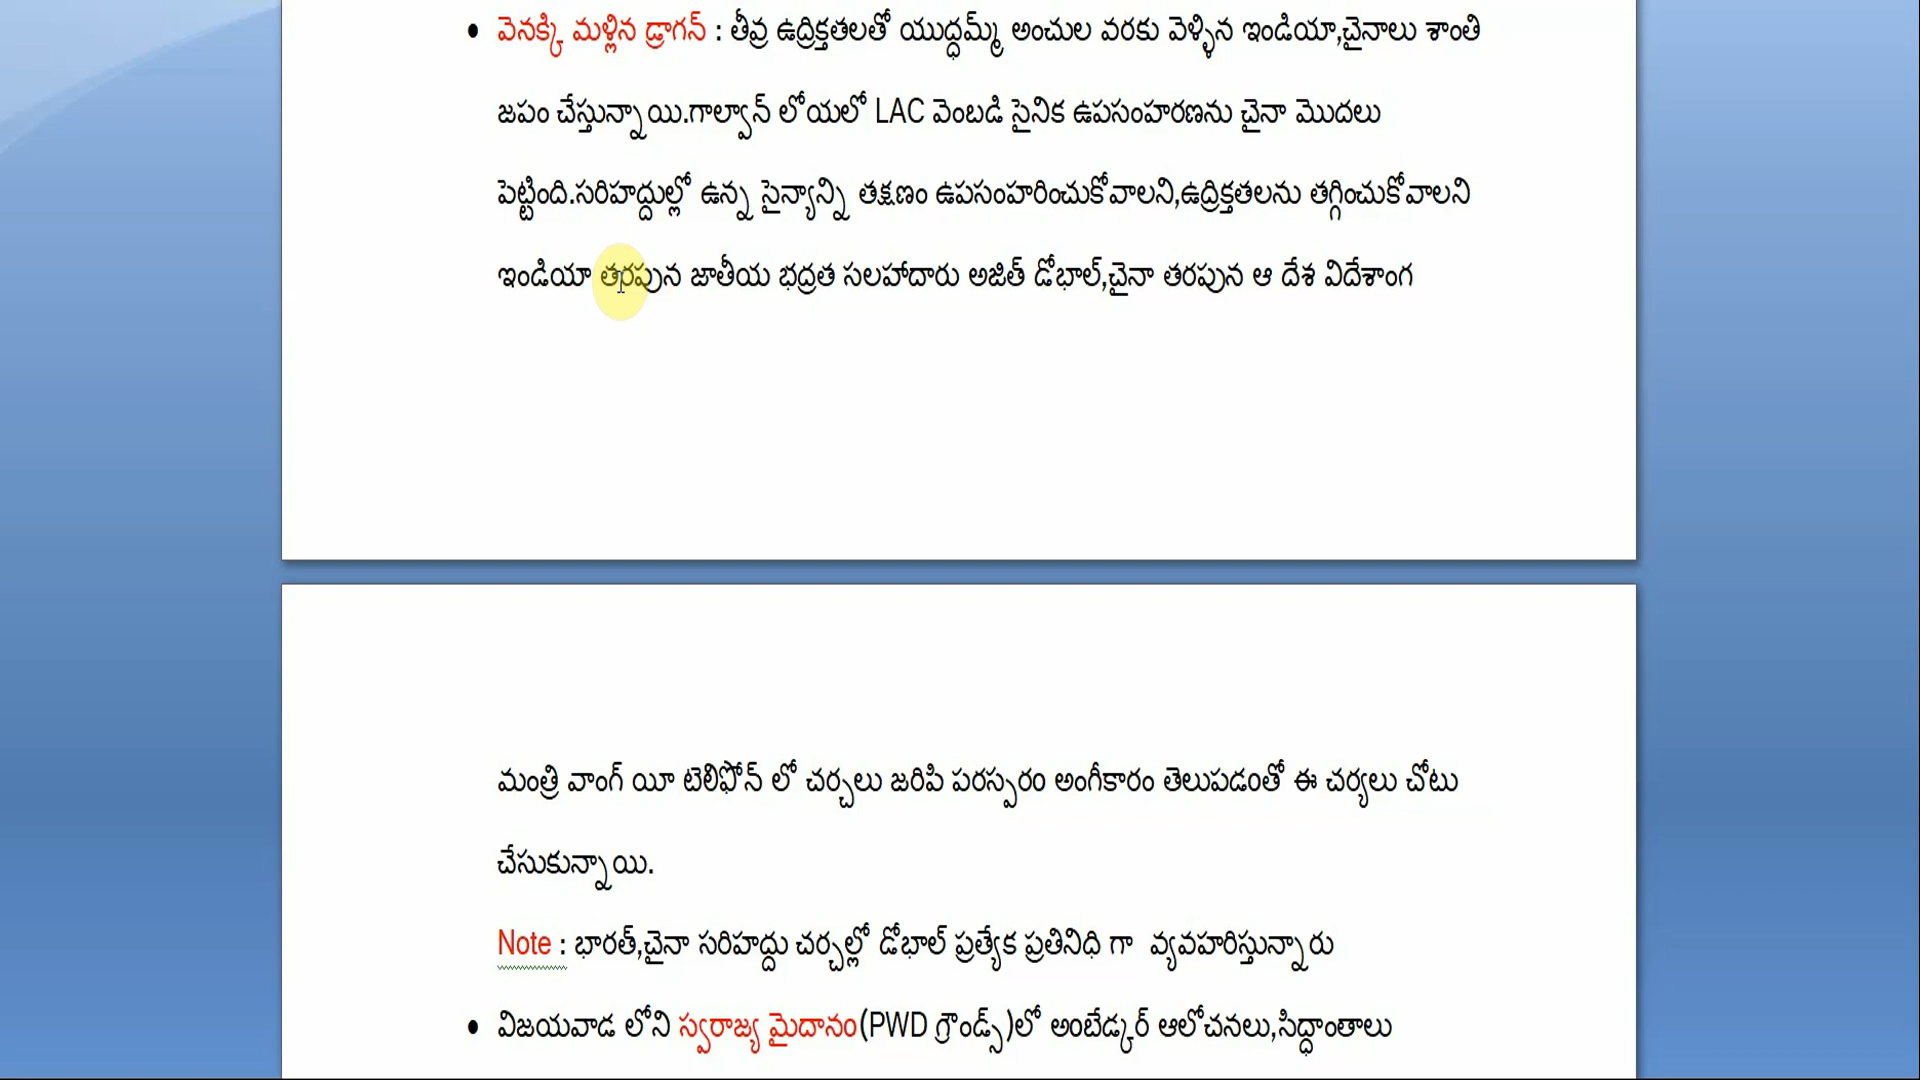 • వెనక్కి మళ్లిన డ్రాగన్ : తీవ్ర ఉద్రిక్తతలతో యుద్ధమ్మ్ అంచుల వరకు వెళ్ళిన ఇండియా,చైనాలు శాంతి
జపం చేస్తున్నాయి.గాల్వాన్ లోయలో LAC వెంబడి సైనిక ఉపసంహరణను చైనా మొదలు
పెట్టింది.సరిహద్దుల్లో ఉన్న సైన్యాన్ని తక్షణం ఉపసంహరించుకోవాలని,ఉద్రిక్తతలను తగ్గించుకోవాలని
ఇండియా తరపున జాతీయ భద్రత సలహాదారు అజిత్ డోభాల్,చైనా తరపున ఆ దేశ విదేశాంగ
మంత్రి వాంగ్ యీ టెలిఫోన్ లో చర్చలు జరిపి పరస్పరం అంగీకారం తెలుపడంతో ఈ చర్యలు చోటు
చేసుకున్నాయి.
Note : భారత్,చైనా సరిహద్దు చర్చల్లో డోభాల్ ప్రత్యేక ప్రతినిధి గా వ్యవహరిస్తున్నారు
• విజయవాడ లోని స్వరాజ్య మైదానం(PWD గ్రౌండ్స్)లో అంబేడ్కర్ ఆలోచనలు,సిద్ధాంతాలు